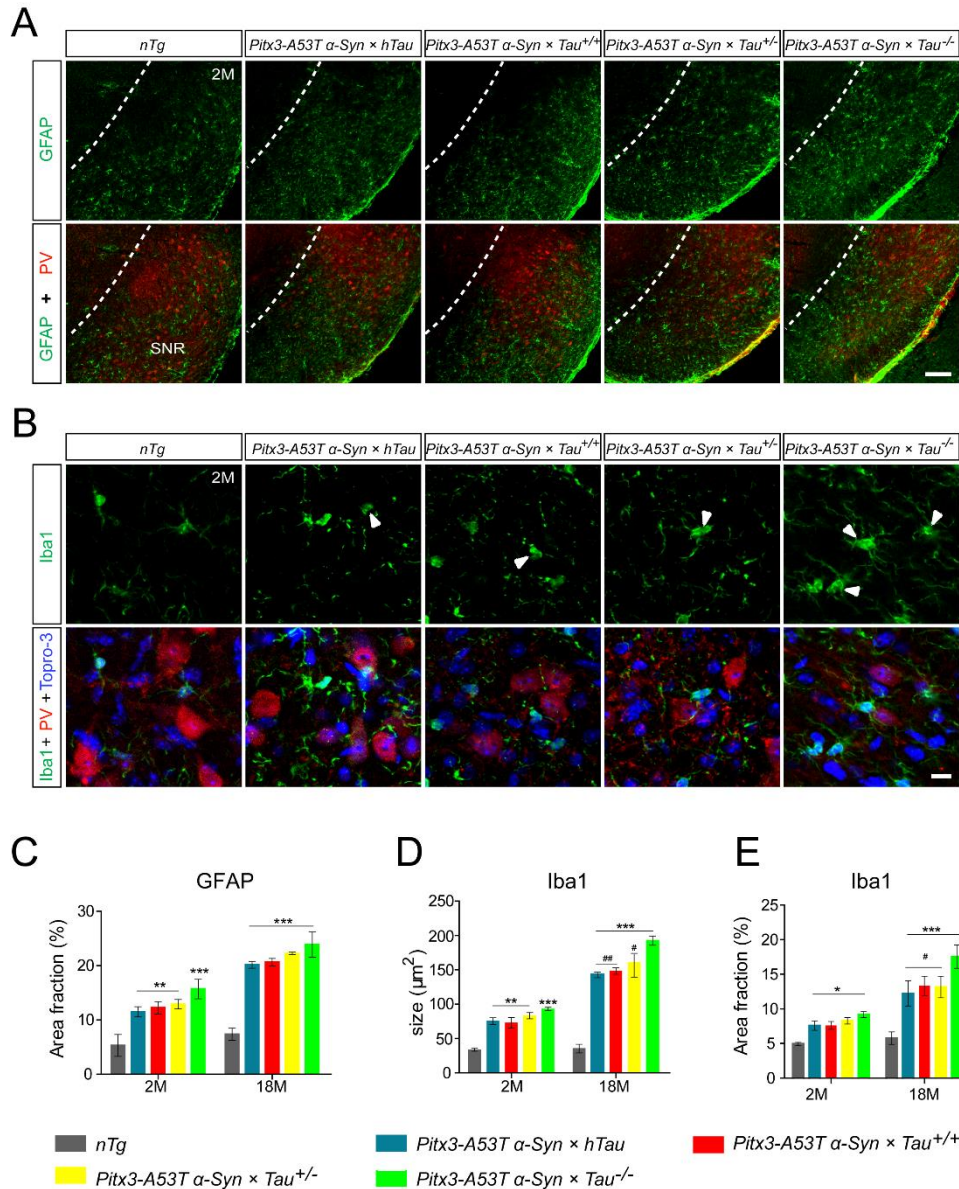 A
nTg
Pitx3-A53T α-Syn × hTau
Pitx3-A53T α-Syn × Tau+/+
Pitx3-A53T α-Syn × Tau+/-
Pitx3-A53T α-Syn × Tau-/-
GFAP
2M
GFAP + PV
SNR
B
nTg
Pitx3-A53T α-Syn × hTau
Pitx3-A53T α-Syn × Tau+/+
Pitx3-A53T α-Syn × Tau+/-
Pitx3-A53T α-Syn × Tau-/-
Iba1
2M
Iba1 + PV + Topro-3
C
GFAP
Area fraction (%)
30
20
10
0
**
***
***
2M
18M
D
Iba1
size (µm²)
250
200
150
100
50
0
**
***
***
##
#
2M
18M
E
Iba1
Area fraction (%)
25
20
15
10
5
0
*
***
#
2M
18M
nTg
Pitx3-A53T α-Syn × hTau
Pitx3-A53T α-Syn × Tau+/+
Pitx3-A53T α-Syn × Tau+/-
Pitx3-A53T α-Syn × Tau-/-